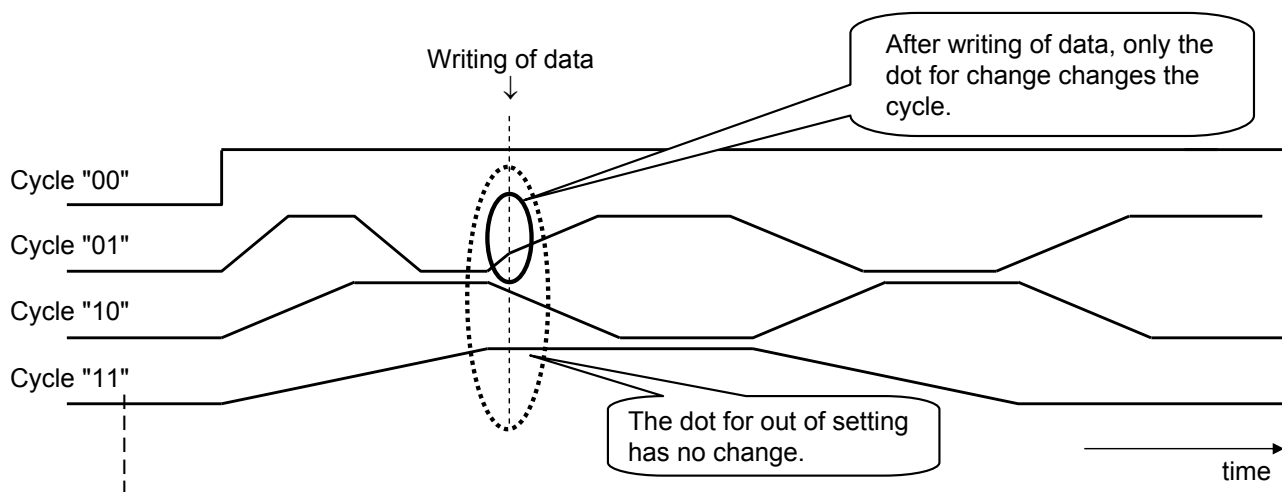 Writing of data
↓
After writing of data, only the
dot for change changes the
cycle.
Cycle "00"
Cycle "01"
Cycle "10"
Cycle "11"
The dot for out of setting
has no change.
time